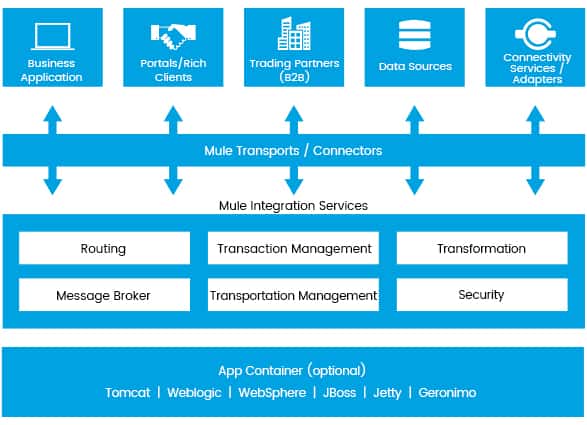 Business
Application
Portals/Rich
Clients
Trading Partners
(B2B)
Data Sources
Connectivity
Services /
Adapters
Mule Transports / Connectors
Mule Integration Services
Routing
Transaction Management
Transformation
Message Broker
Transportation Management
Security
App Container (optional)
Tomcat | Weblogic | WebSphere | JBoss | Jetty | Geronimo